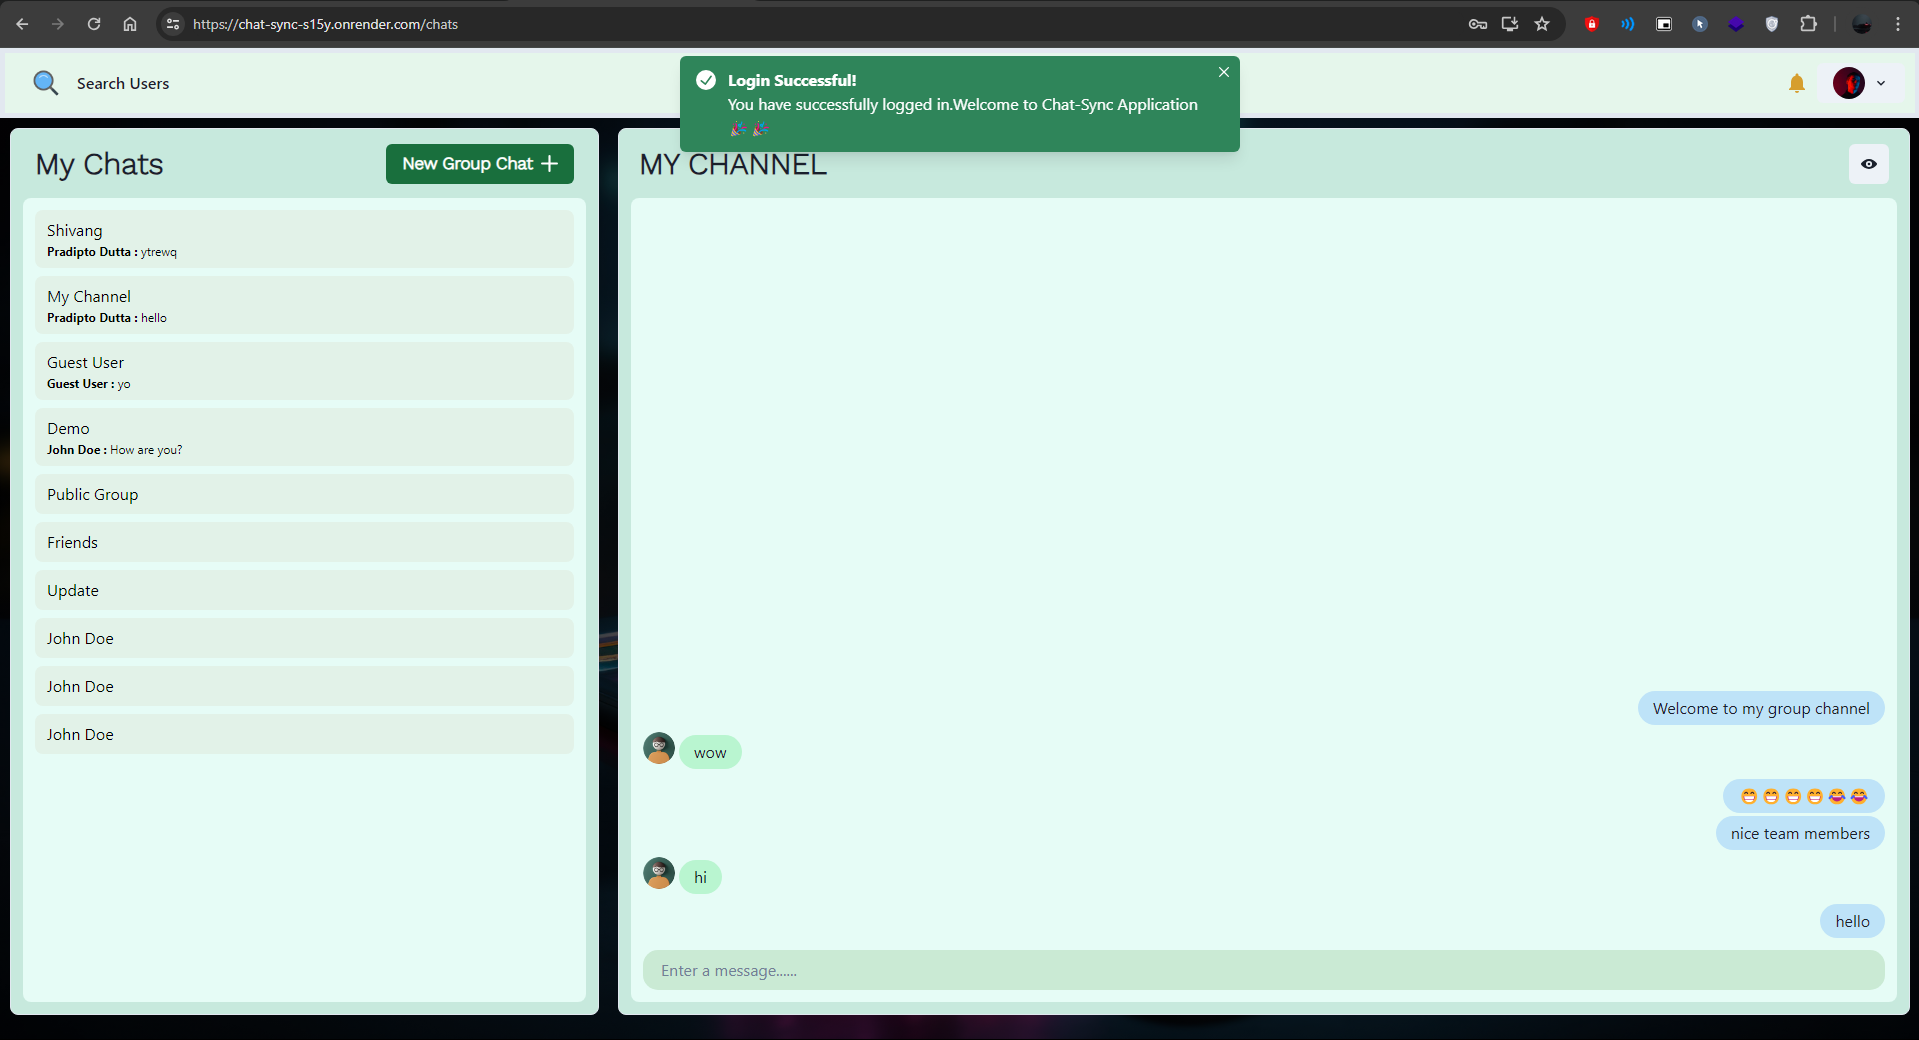 https://chat-sync-s15y.onrender.com/chats
Search Users
Login Successful!
You have successfully logged in.Welcome to Chat-Sync Application
🎉 🎉
My Chats
New Group Chat +
Shivang
Pradipto Dutta : ytrewq
My Channel
Pradipto Dutta : hello
Guest User
Guest User : yo
Demo
John Doe : How are you?
Public Group
Friends
Update
John Doe
John Doe
John Doe
MY CHANNEL
Welcome to my group channel
wow
😁😁😁😁😂😂
nice team members
hi
hello
Enter a message......